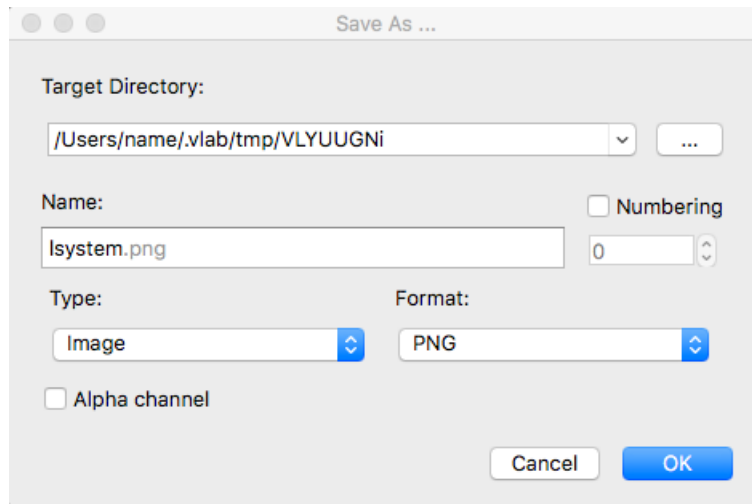 Save As ...
Target Directory:
/Users/name/.vlab/tmp/VLYUUGNi
...
Name:
Numbering
lsystem.png
0
Type:
Format:
Image
PNG
Alpha channel
Cancel
OK